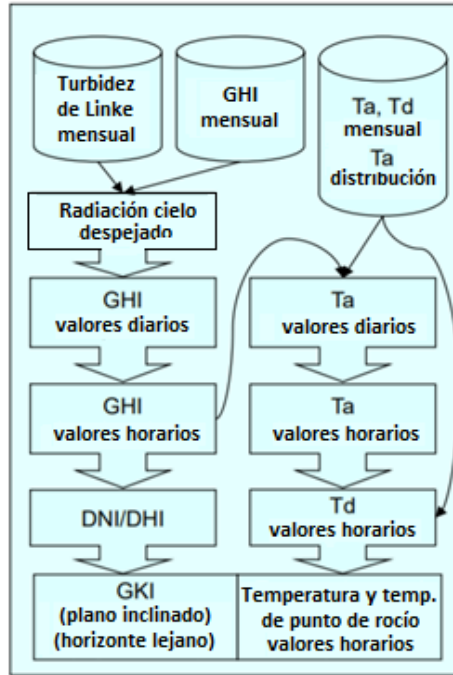 Turbidez
de Linke
mensual
GHI
mensual
Ta, Td
mensual
Ta
distribución
Radiación cielo
despejado
GHI
valores diarios
Ta
valores diarios
GHI
valores horarios
Ta
valores horarios
DNI/DHI
Td
valores horarios
GKI
(plano inclinado)
(horizonte lejano)
Temperatura y temp.
de punto de rocío
valores horarios